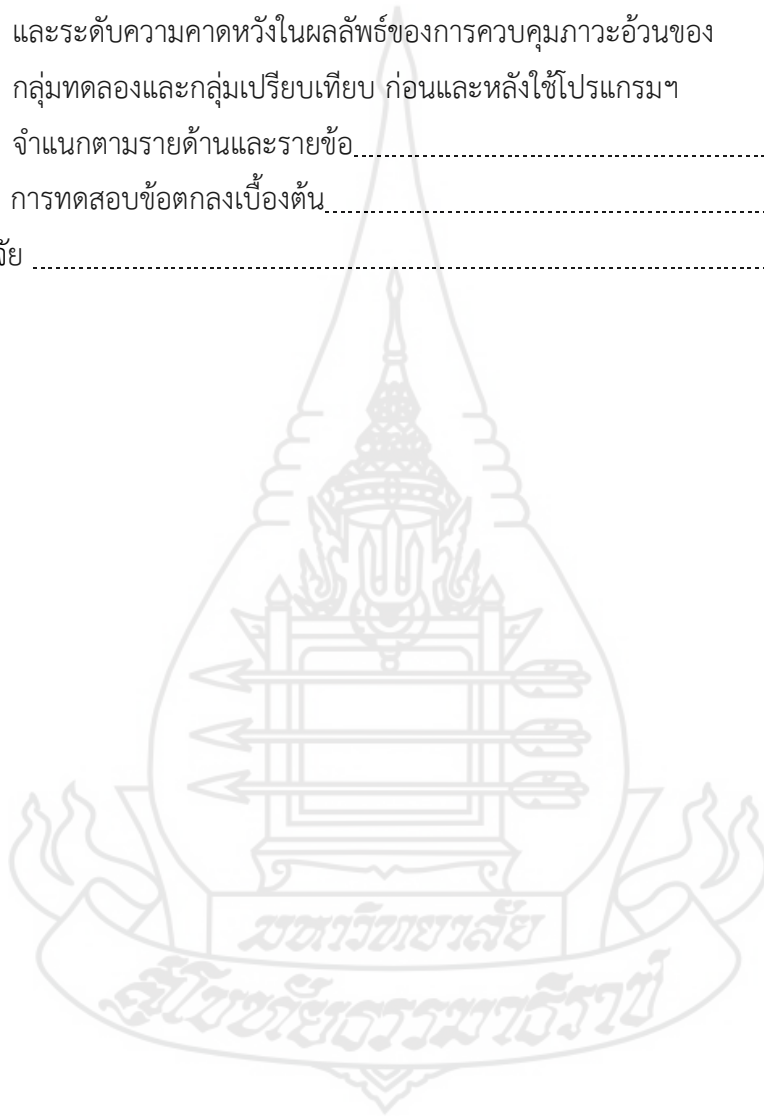 และระดับความคาดหวังในผลลัพธ์ของการควบคุมภาวะอ้วนของ
กลุ่มทดลองและกลุ่มเปรียบเทียบ ก่อนและหลังใช้โปรแกรมฯ
จำแนกตามรายด้านและรายข้อ
การทดสอบข้อตกลงเบื้องต้น
มหาวิทยาลัย
สุโขทัยธรรมาธิราช